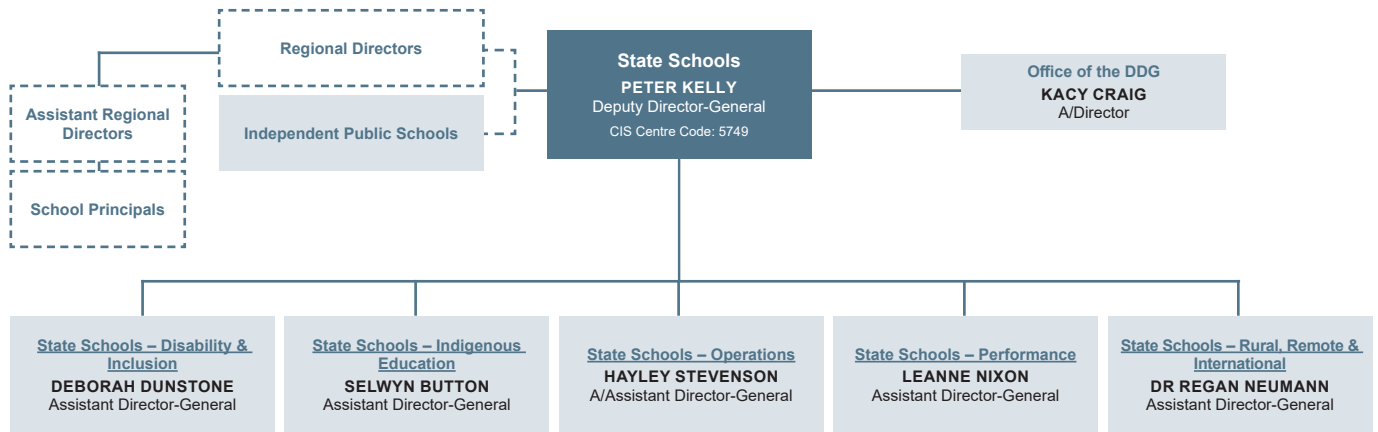 Regional Directors
Independent Public Schools
Assistant Regional
Directors
School Principals
State Schools
PETER KELLY
Deputy Director-General
CIS Centre Code: 5749
Office of the DDG
KACY CRAIG
A/Director
State Schools – Disability &
Inclusion
DEBORAH DUNSTONE
Assistant Director-General
State Schools – Indigenous
Education
SELWYN BUTTON
Assistant Director-General
State Schools – Operations
HAYLEY STEVENSON
A/Assistant Director-General
State Schools – Performance
LEANNE NIXON
Assistant Director-General
State Schools – Rural, Remote &
International
DR REGAN NEUMANN
Assistant Director-General